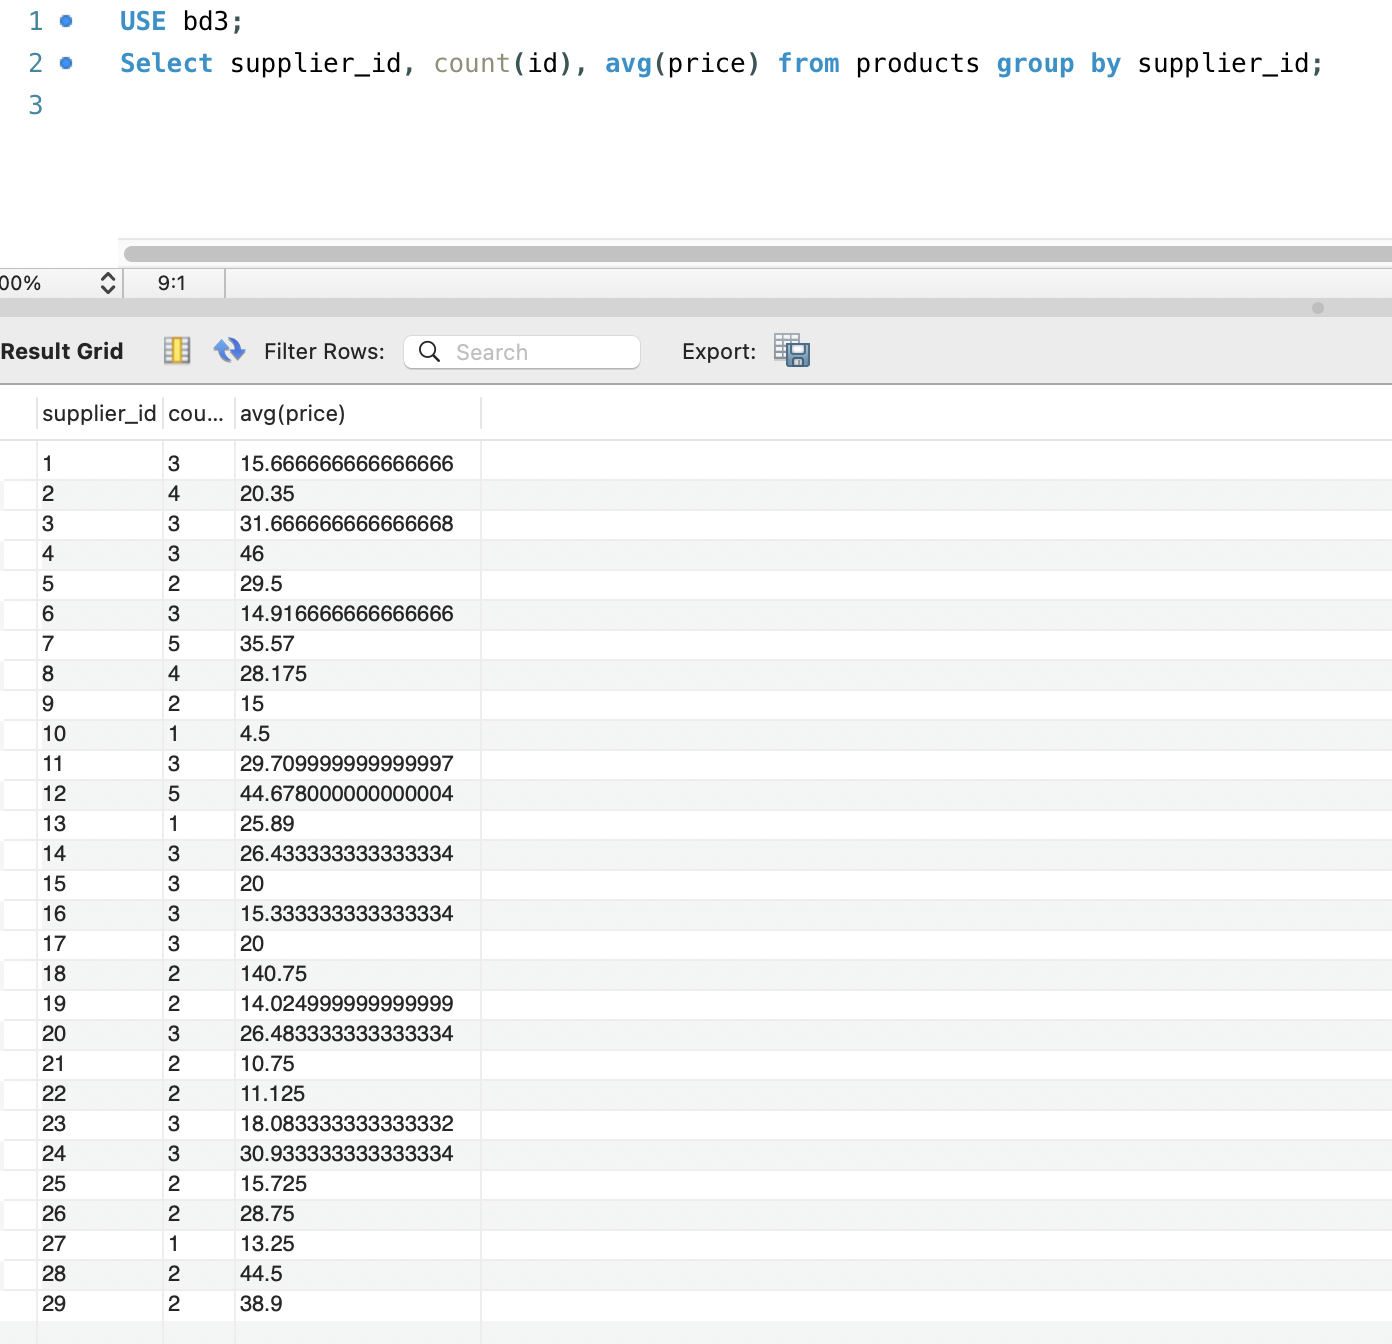 1 USE bd3;
2 Select supplier_id, count(id), avg(price) from products group by supplier_id;
3
00% 9:1
Result Grid Filter Rows: Search Export:
supplier_id cou... avg(price)
1 3 15.666666666666666
2 4 20.35
3 3 31.666666666666668
4 3 46
5 2 29.5
6 3 14.916666666666666
7 5 35.57
8 4 28.175
9 2 15
10 1 4.5
11 3 29.709999999999997
12 5 44.678000000000004
13 1 25.89
14 3 26.433333333333334
15 3 20
16 3 15.333333333333334
17 3 20
18 2 140.75
19 2 14.024999999999999
20 3 26.483333333333334
21 2 10.75
22 2 11.125
23 3 18.083333333333332
24 3 30.933333333333334
25 2 15.725
26 2 28.75
27 1 13.25
28 2 44.5
29 2 38.9